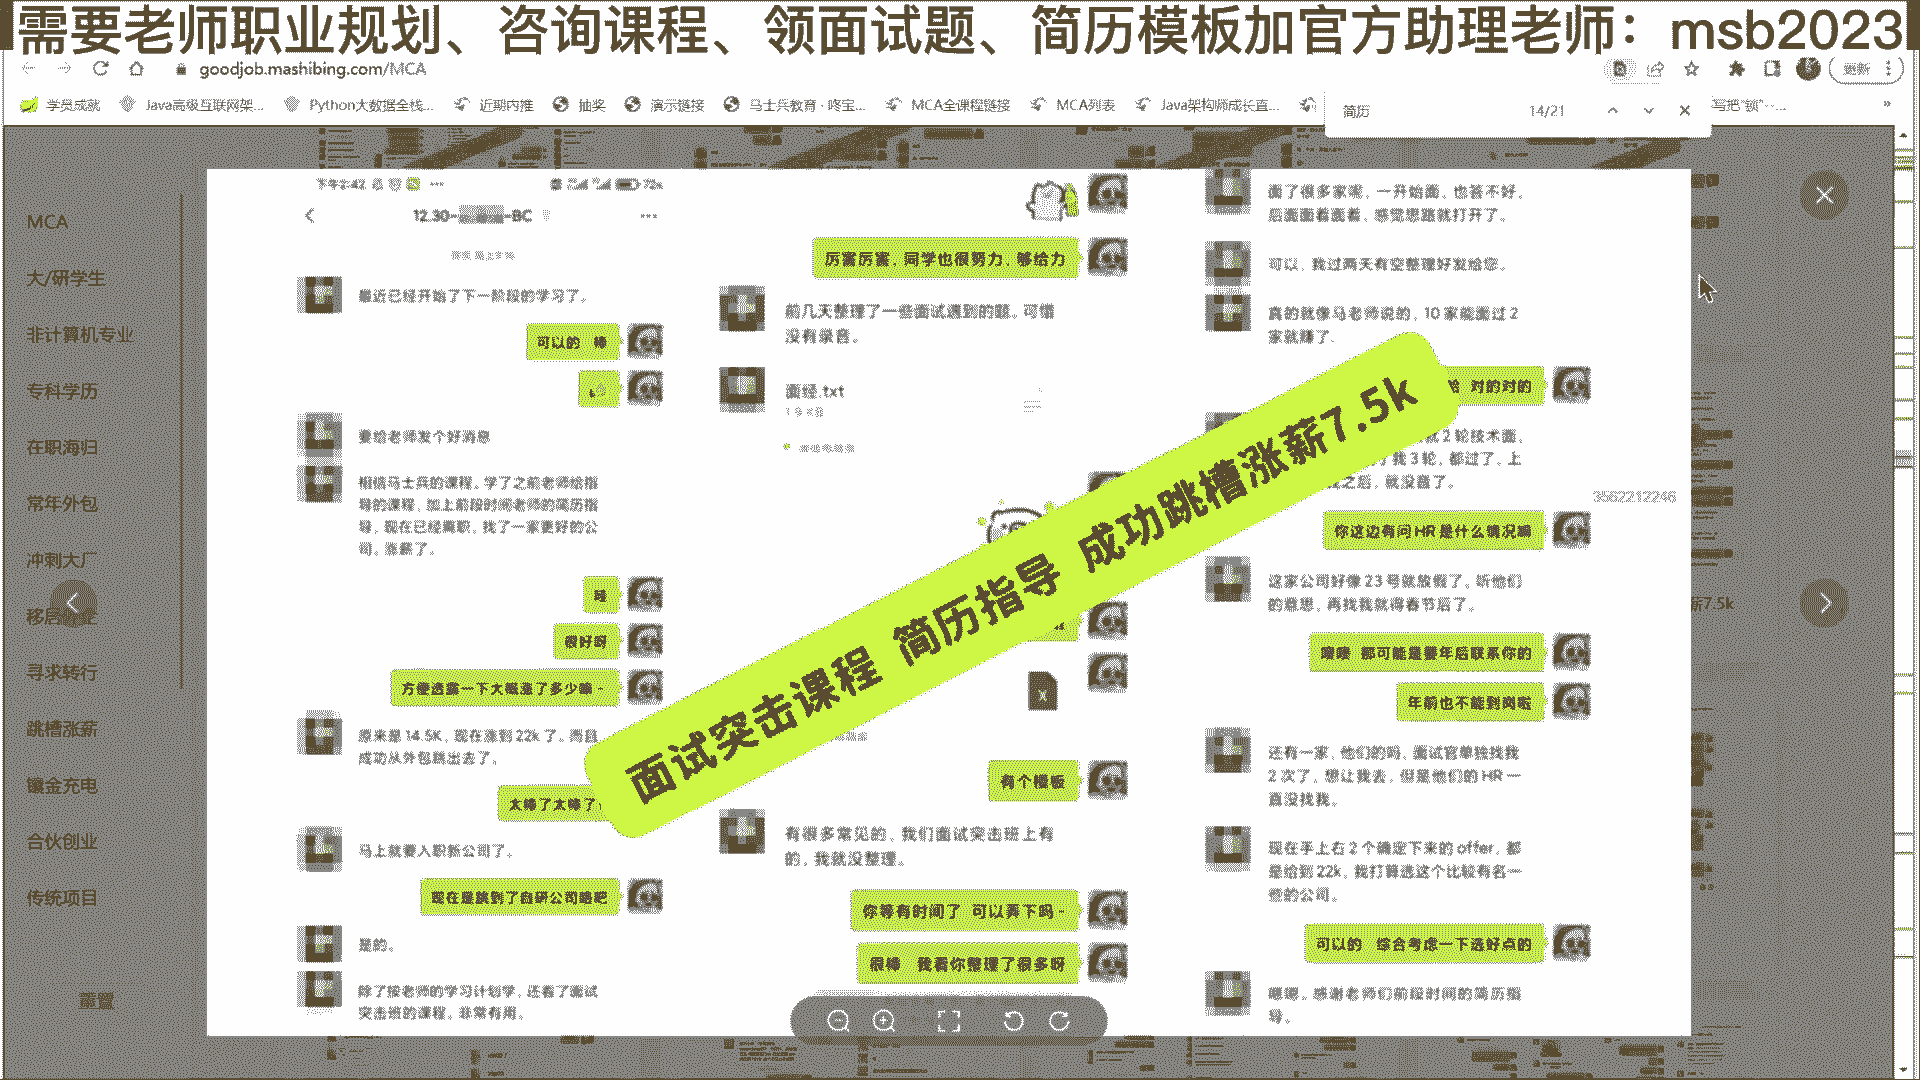 需要老师职业规划、咨询课程、领面试题、简历模板加官方助理老师：msb2023
goodjob.mashibing.com/MCA
更新
学员成就
Java高级互联网架...
Python大数据全栈...
近期内推
抽奖
演示链接
马士兵教育·咚宝...
MCA全课程链接
MCA列表
Java架构师成长直...
写把"锁"...
»
简历
14/21
MCA
大/研学生
非计算机专业
专科学历
在职海归
常年外包
冲刺大厂
寻求转行
跳槽涨薪
镀金充电
合伙创业
传统项目
重置
下午2:42
12.30-
-BC
最近已经开始了下一阶段的学习了。
可以的 棒
要给老师发个好消息
相信马士兵的课程，学了之前老师给指
导的课程，加上前段时间老师的简历指
导，现在已经离职，找了一家更好的公
司，涨薪了。
哇
很好呀
方便透露一下大概涨了多少嘛~
原来是 14.5K，现在涨到 22k 了。而且
成功从外包跳出去了。
太棒了太棒了
马上就要入职新公司了。
现在是跳到了自研公司是吧
是的。
除了按老师的学习计划学，还看了面试
突击班的课程，非常有用。
厉害厉害，同学也很努力，够给力
前几天整理了一些面试遇到的题。可惜
没有录音。
面经.txt
1.9 KB
X
有个模板
有很多常见的，我们面试突击班上有
的，我就没整理。
你等有时间了 可以弄下吗~
很棒 我看你整理了很多呀
面了很多家呢，一开始面，也答不好。
后面面着面着，感觉思路就打开了。
可以，我过两天有空整理好发给您。
真的就像马老师说的，10 家能面过 2
家就赚了.
对的对的
2 轮技术面，
我 3 轮，都过了，上
之后，就没音了。
3562212246
你这边有问 HR 是什么情况嘛
这家公司好像 23 号就放假了，听他们
的意思，再找我就得春节后了。
嗯嗯 那可能是要年后联系你的
年前也不能到岗啦
还有一家，他们的吗，面试官单独找我
2 次了，想让我去，但是他们的 HR 一
直没找我。
现在手上有 2 个确定下来的 offer，都
是给到 22k，我打算选这个比较有名一
些的公司。
可以的 综合考虑一下选好点的
嗯嗯，感谢老师们前段时间的简历指
导。
面试突击课程 简历指导 成功跳槽涨薪7.5k
薪7.5k